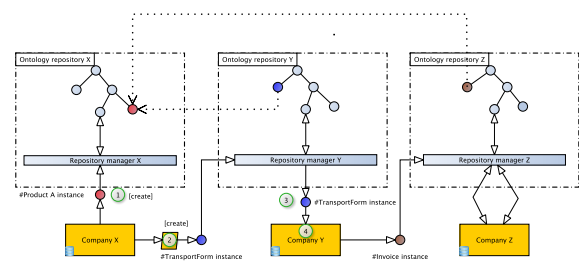 Ontology repository X
Ontology repository Y
Ontology repository Z
Repository manager X
Repository manager Y
Repository manager Z
#Product A instance
1
[create]
3
#TransportForm instance
[create]
2
4
Company X
Company Y
Company Z
#TransportForm instance
#Invoice instance